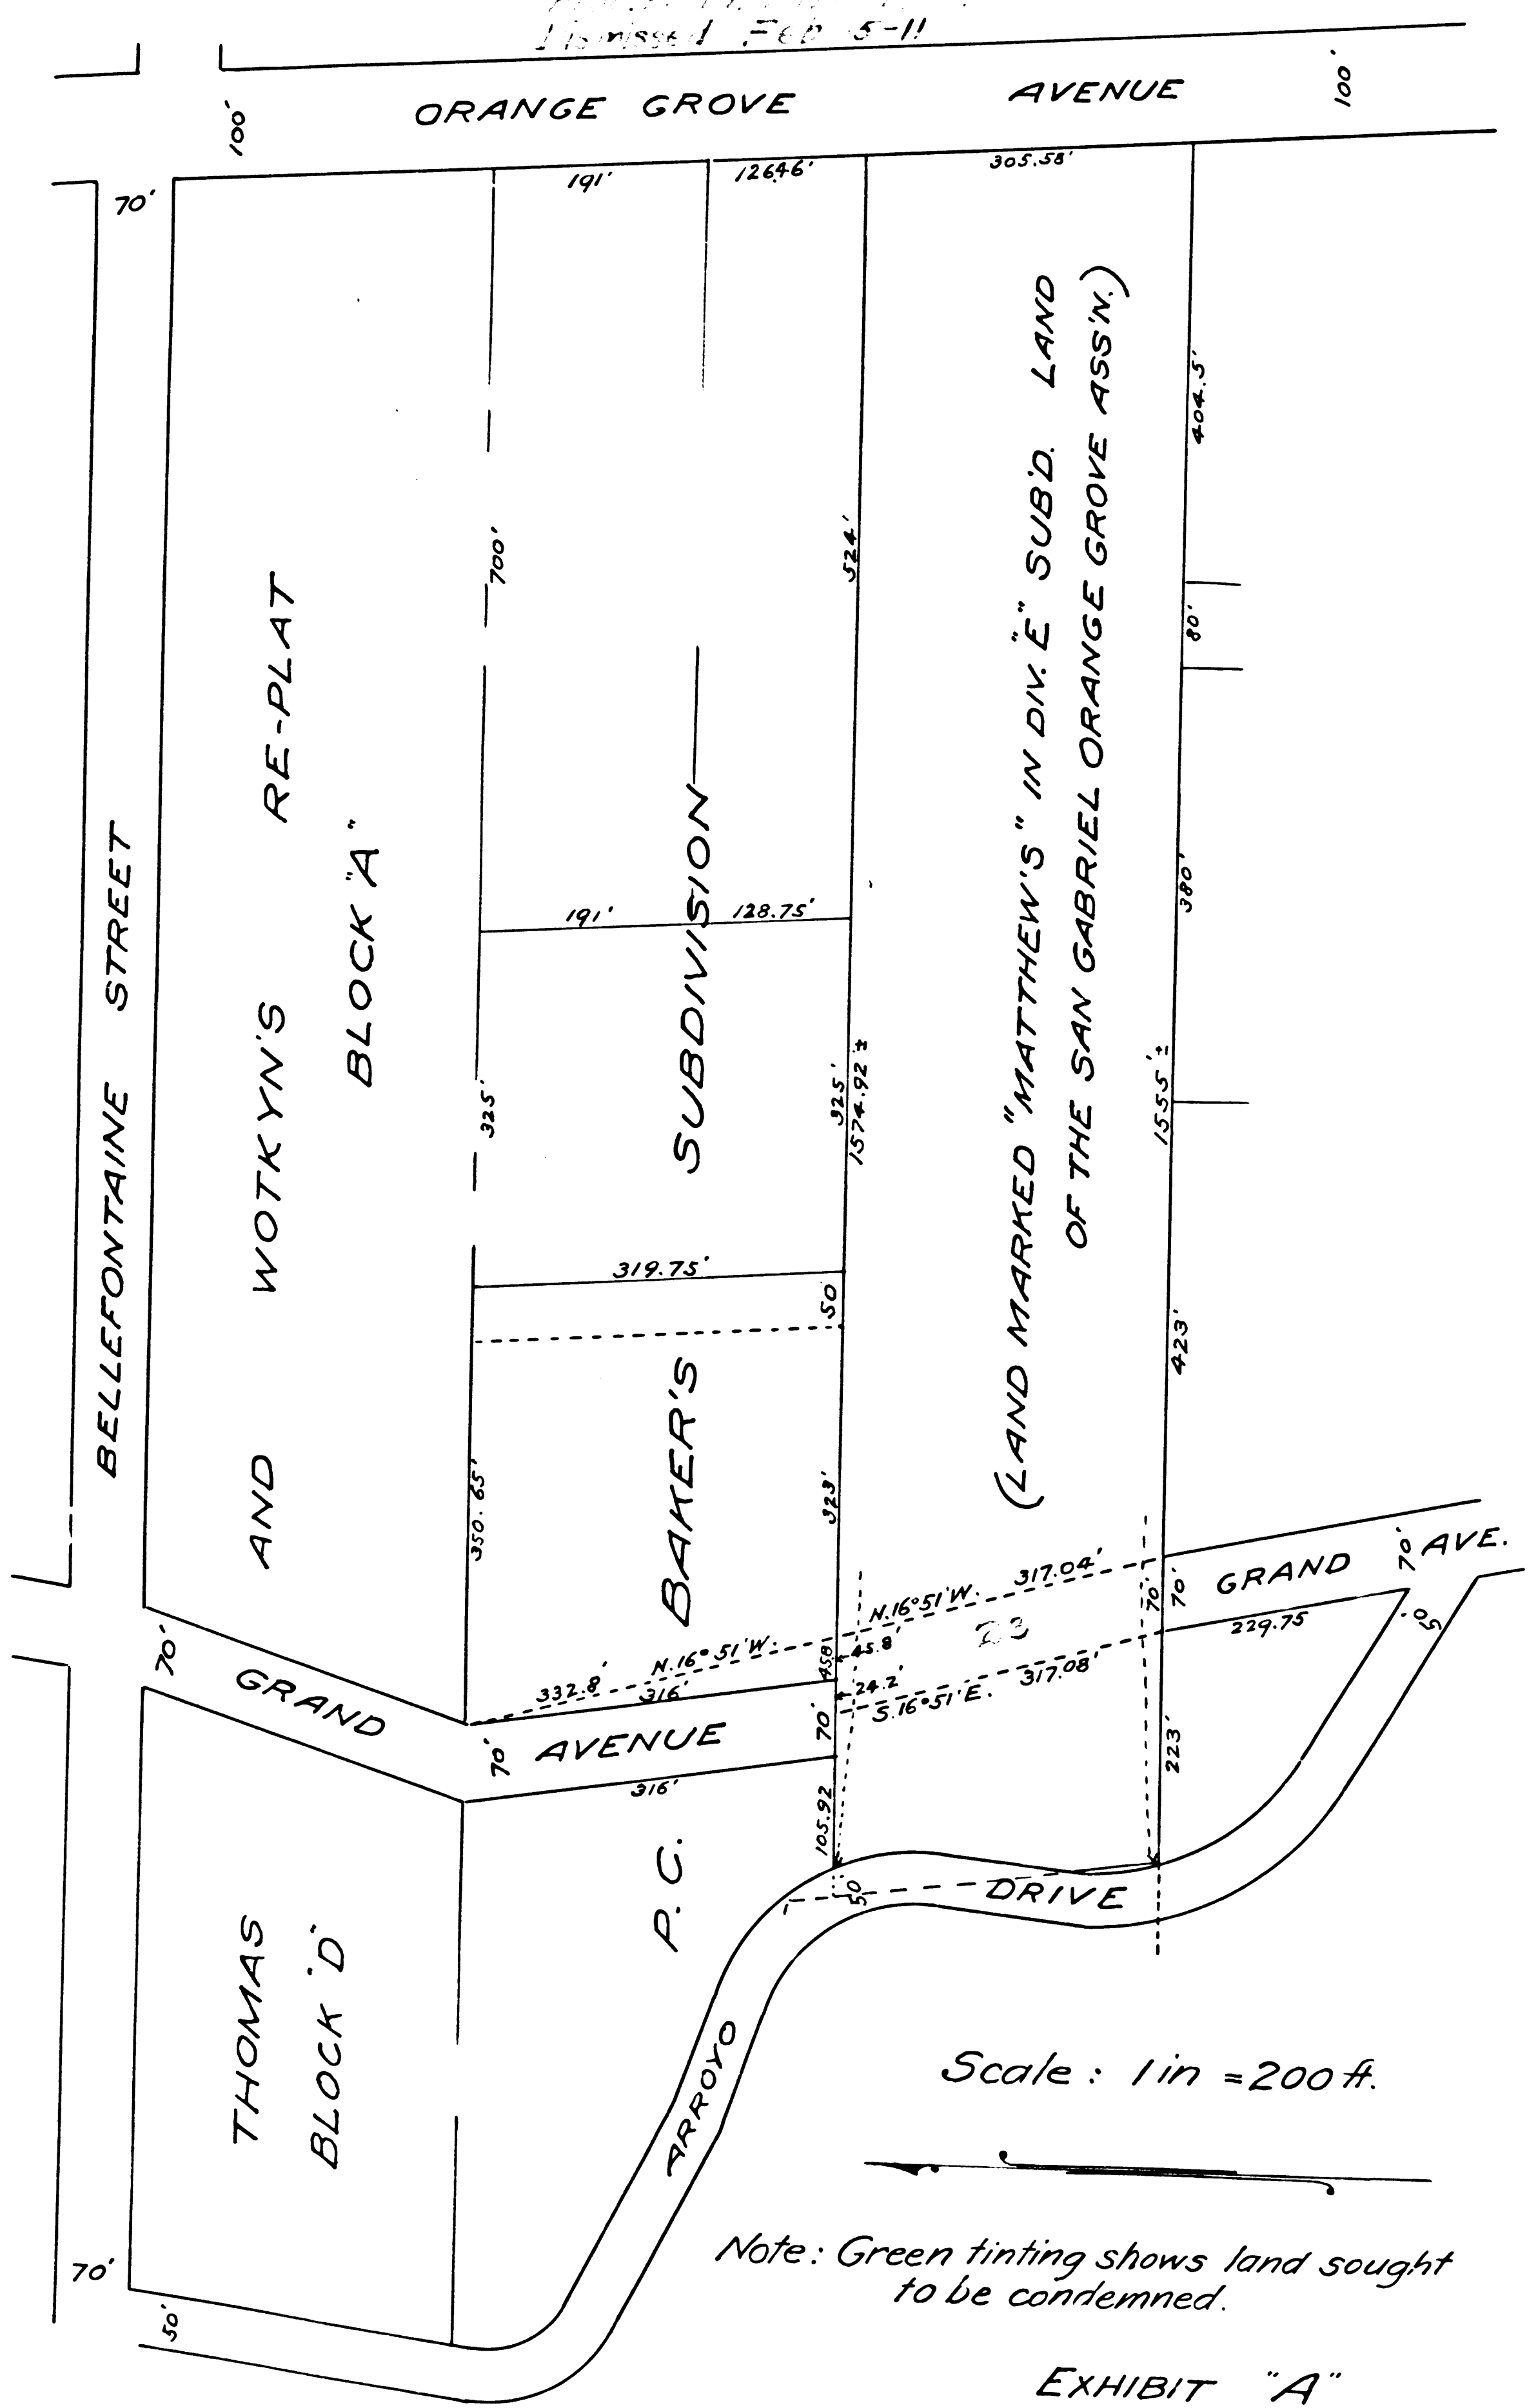 Dismissed Feb 5-11
ORANGE GROVE AVENUE
100'
100'
70'
191'
126.46'
305.58'
404.5'
80'
380'
1555'±
423'
700'
524'
191'
128.75'
325'
325'
1574.92'±
319.75'
50
350.65'
323'
BELLEFONTAINE STREET
THOMAS AND WOTKYN'S RE-PLAT
BLOCK "A"
BLOCK "D"
P. C. BAKER'S SUBDIVISION
(LAND MARKED "MATTHEW'S" IN DIV. "E" SUB'D. LAND
OF THE SAN GABRIEL ORANGE GROVE ASS'N.)
N.16°51'W. 317.04'
N.16°51'W.
332.8'
316'
45.8'
45.8'
24.2'
S.16°51'E. 317.08'
23
70'
70'
GRAND AVE.
70'
229.75
50'
70'
GRAND AVENUE
70'
70'
316'
105.92
223'
50'
ARROYO DRIVE
70'
50'
Scale: 1 in = 200 ft.
Note: Green tinting shows land sought
to be condemned.
EXHIBIT "A"